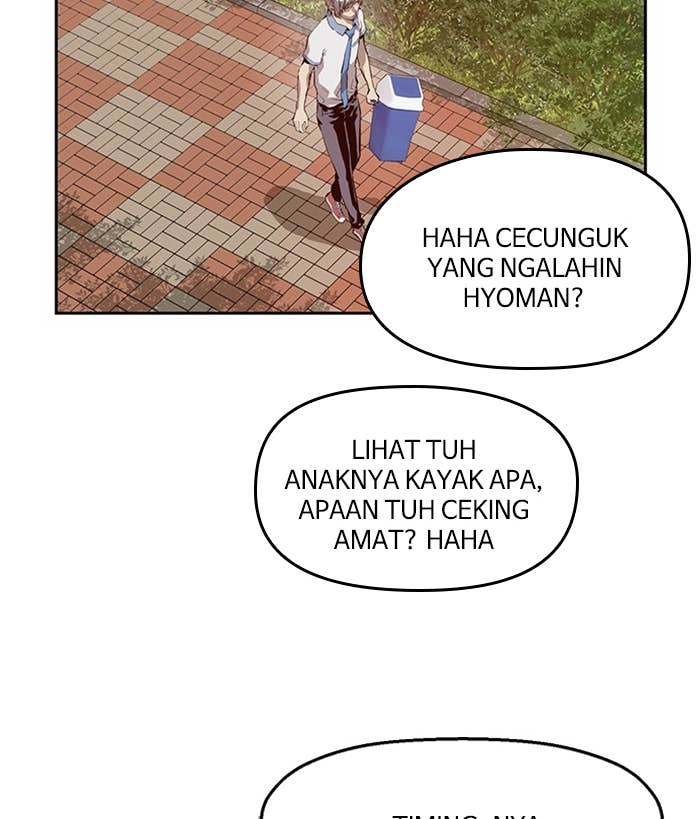 HAHA CECUNGUK
YANG NGALAHIN
HYOMAN?
LIHAT TUH
ANAKNYA KAYAK APA,
APAAN TUH CEKING
AMAT? HAHA